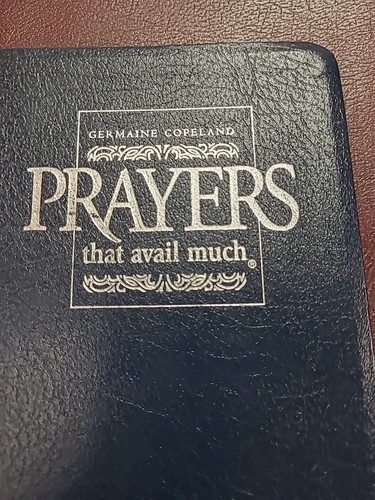 GERMAINE COPELAND
PRAYERS
that avail much®